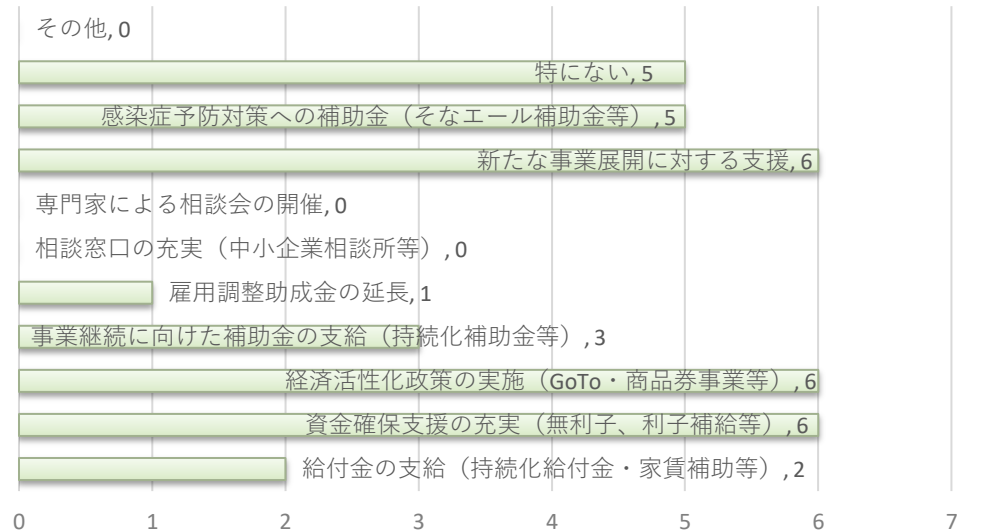 その他, 0
特にない, 5
感染症予防対策への補助金（そなエール補助金等）, 5
新たな事業展開に対する支援, 6
専門家による相談会の開催, 0
相談窓口の充実（中小企業相談所等）, 0
雇用調整助成金の延長, 1
事業継続に向けた補助金の支給（持続化補助金等）, 3
経済活性化政策の実施（GoTo・商品券事業等）, 6
資金確保支援の充実（無利子、利子補給等）, 6
給付金の支給（持続化給付金・家賃補助等）, 2
0 1 2 3 4 5 6 7